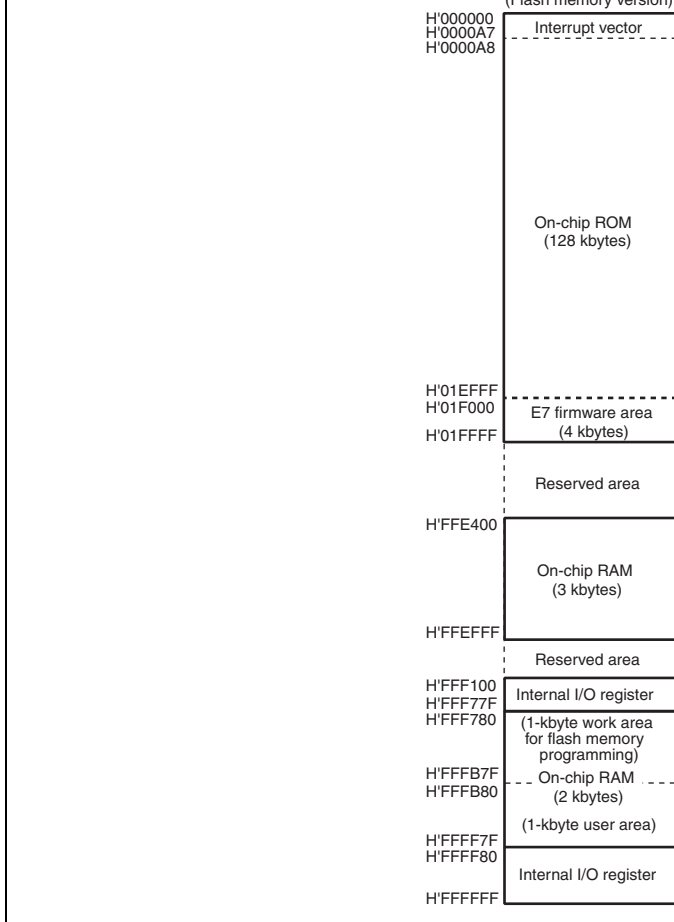 (Flash memory version)
H'000000
Interrupt vector
H'0000A7
H'0000A8
On-chip ROM
(128 kbytes)
H'01EFFF
H'01F000
E7 firmware area
(4 kbytes)
H'01FFFF
Reserved area
H'FFE400
On-chip RAM
(3 kbytes)
H'FFEFFF
Reserved area
H'FFF100
Internal I/O register
H'FFF77F
H'FFF780
(1-kbyte work area
for flash memory
programming)
H'FFFB7F
On-chip RAM
H'FFFB80
(2 kbytes)
(1-kbyte user area)
H'FFFF7F
H'FFFF80
Internal I/O register
H'FFFFFF